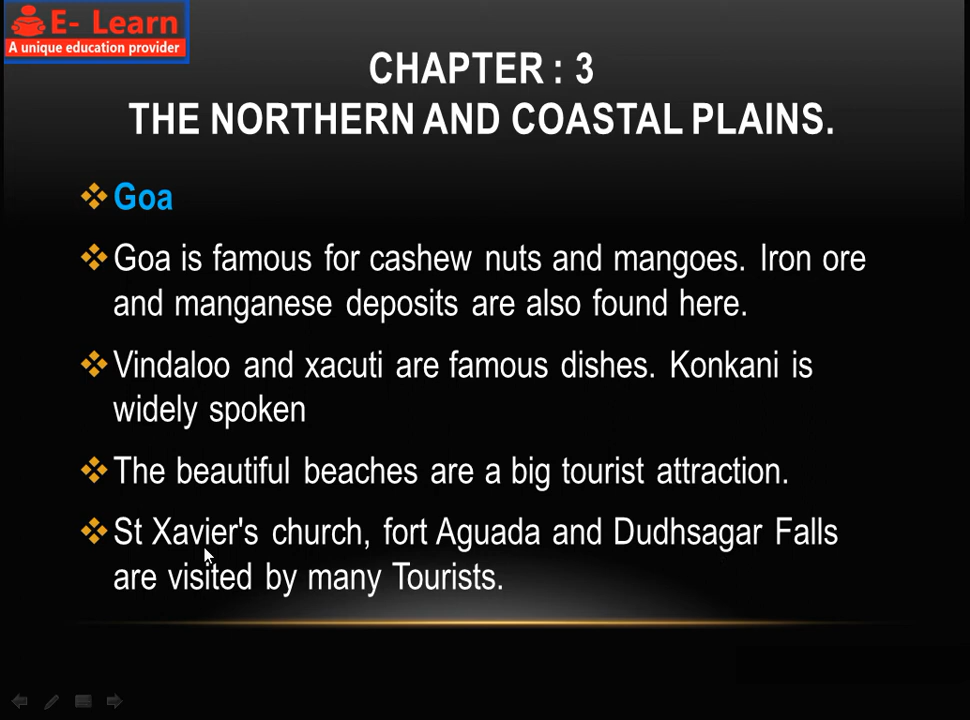 E- Learn
A unique education provider
CHAPTER : 3
THE NORTHERN AND COASTAL PLAINS.
Goa
Goa is famous for cashew nuts and mangoes. Iron ore
and manganese deposits are also found here.
Vindaloo and xacuti are famous dishes. Konkani is
widely spoken
The beautiful beaches are a big tourist attraction.
St Xavier's church, fort Aguada and Dudhsagar Falls
are visited by many Tourists.